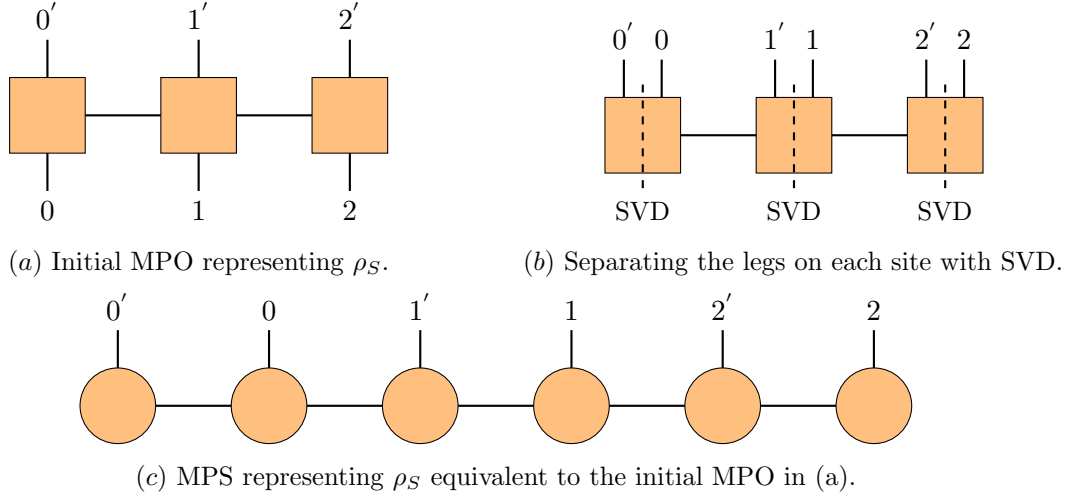 0′ 1′ 2′
0 1 2
(a) Initial MPO representing ρ_S.
0′ 0 1′ 1 2′ 2
SVD SVD SVD
(b) Separating the legs on each site with SVD.
0′ 0 1′ 1 2′ 2
(c) MPS representing ρ_S equivalent to the initial MPO in (a).